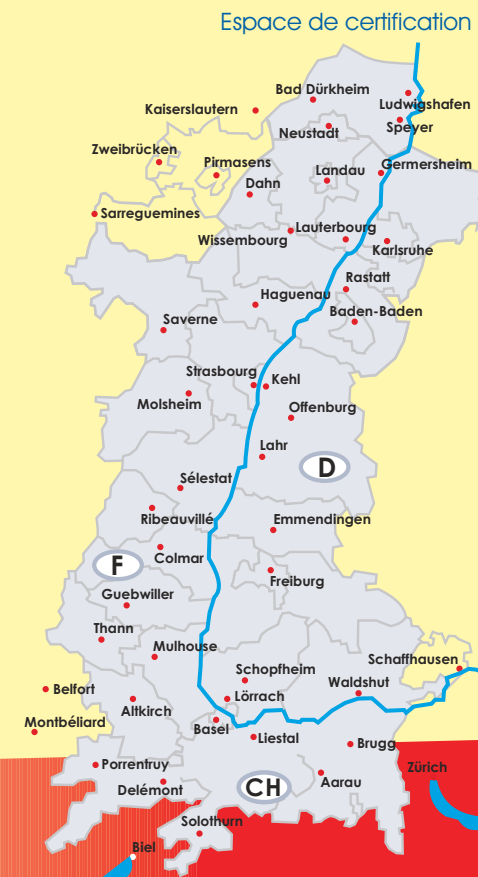 Espace de certification
Bad Dürkheim
Ludwigshafen
Kaiserslautern
Neustadt
Speyer
Zweibrücken
Pirmasens
Landau
Germersheim
Dahn
Sarreguemines
Lauterbourg
Wissembourg
Karlsruhe
Rastatt
Haguenau
Baden-Baden
Saverne
Strasbourg
Kehl
Molsheim
Offenburg
Lahr
D
Sélestat
Ribeauvillé
Emmendingen
Colmar
F
Freiburg
Guebwiller
Thann
Mulhouse
Schaffhausen
Schopfheim
Waldshut
Belfort
Lörrach
Altkirch
Montbéliard
Basel
Liestal
Brugg
Porrentruy
Zürich
Delémont
CH
Aarau
Solothurn
Biel